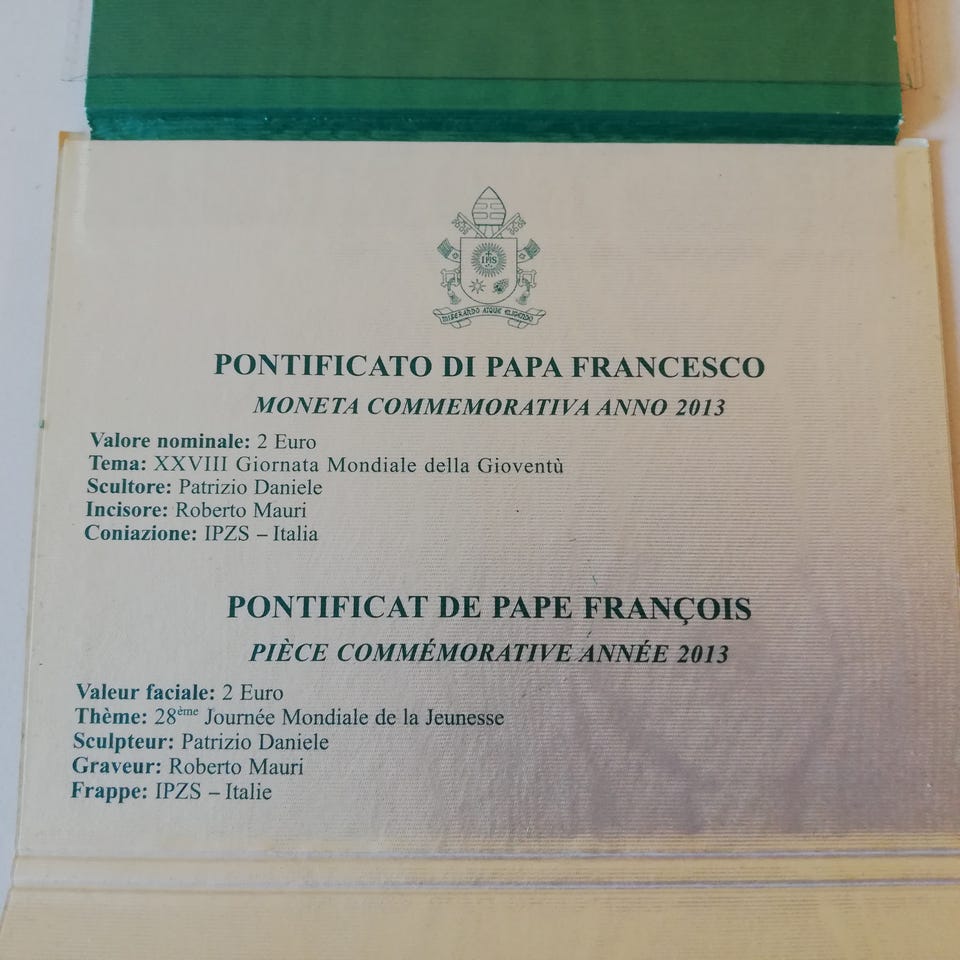 IHS
MISERANDO ATQUE ELIGENDO
PONTIFICATO DI PAPA FRANCESCO
MONETA COMMEMORATIVA ANNO 2013
Valore nominale: 2 Euro
Tema: XXVIII Giornata Mondiale della Gioventù
Scultore: Patrizio Daniele
Incisore: Roberto Mauri
Coniazione: IPZS – Italia
PONTIFICAT DE PAPE FRANÇOIS
PIÈCE COMMÉMORATIVE ANNÉE 2013
Valeur faciale: 2 Euro
Thème: 28ème Journée Mondiale de la Jeunesse
Sculpteur: Patrizio Daniele
Graveur: Roberto Mauri
Frappe: IPZS – Italie